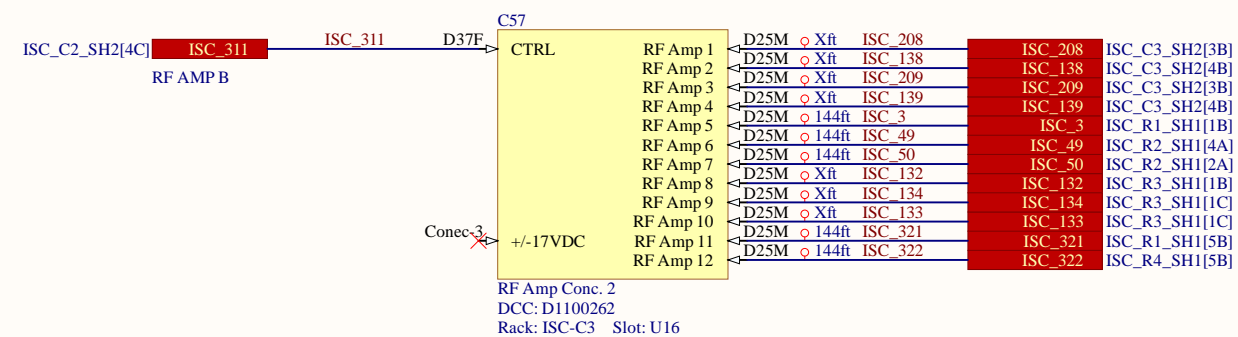 C57
ISC_C2_SH2[4C] ISC_311 ISC_311 D37F CTRL
RF AMP B
RF Amp 1 D25M Xft ISC_208 ISC_208 ISC_C3_SH2[3B]
RF Amp 2 D25M Xft ISC_138 ISC_138 ISC_C3_SH2[4B]
RF Amp 3 D25M Xft ISC_209 ISC_209 ISC_C3_SH2[3B]
RF Amp 4 D25M Xft ISC_139 ISC_139 ISC_C3_SH2[4B]
RF Amp 5 D25M 144ft ISC_3 ISC_3 ISC_R1_SH1[1B]
RF Amp 6 D25M 144ft ISC_49 ISC_49 ISC_R2_SH1[4A]
RF Amp 7 D25M 144ft ISC_50 ISC_50 ISC_R2_SH1[2A]
RF Amp 8 D25M Xft ISC_132 ISC_132 ISC_R3_SH1[1B]
RF Amp 9 D25M Xft ISC_134 ISC_134 ISC_R3_SH1[1C]
RF Amp 10 D25M Xft ISC_133 ISC_133 ISC_R3_SH1[1C]
Conec-3 +/-17VDC RF Amp 11 D25M 144ft ISC_321 ISC_321 ISC_R1_SH1[5B]
RF Amp 12 D25M 144ft ISC_322 ISC_322 ISC_R4_SH1[5B]
RF Amp Conc. 2
DCC: D1100262
Rack: ISC-C3 Slot: U16